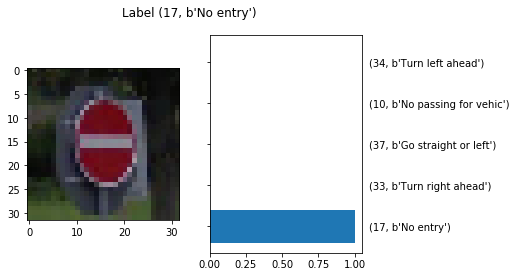 Label (17, b'No entry')
0
5
10
15
20
25
30
0 10 20 30
(34, b'Turn left ahead')
(10, b'No passing for vehic')
(37, b'Go straight or left')
(33, b'Turn right ahead')
(17, b'No entry')
0.00 0.25 0.50 0.75 1.00